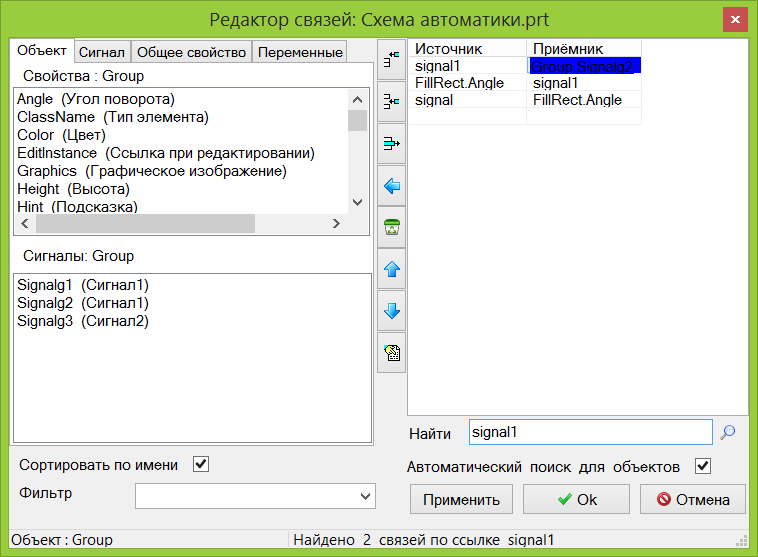 Редактор связей: Схема автоматики.prt
Объект Сигнал Общее свойство Переменные
Свойства : Group
Angle (Угол поворота)
ClassName (Тип элемента)
Color (Цвет)
EditInstance (Ссылка при редактировании)
Graphics (Графическое изображение)
Height (Высота)
Hint (Подсказка)
Сигналы: Group
Signalg1 (Сигнал1)
Signalg2 (Сигнал1)
Signalg3 (Сигнал2)
Сортировать по имени
Фильтр
Источник Приёмник
signal1 Group.Signalg2
FillRect.Angle signal1
signal FillRect.Angle
Найти signal1
Автоматический поиск для объектов
Применить Ok Отмена
Объект : Group Найдено 2 связей по ссылке signal1